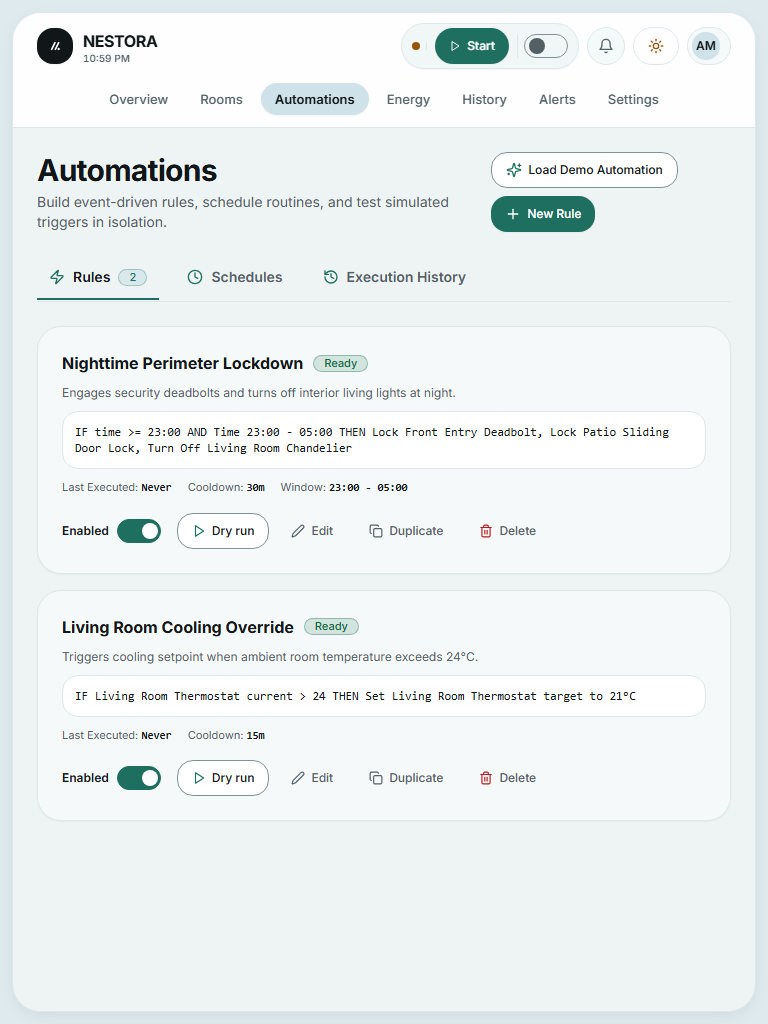 NESTORA
10:59 PM
Start
AM
Overview
Rooms
Automations
Energy
History
Alerts
Settings
Automations
Build event-driven rules, schedule routines, and test simulated
triggers in isolation.
Load Demo Automation
New Rule
Rules 2
Schedules
Execution History
Nighttime Perimeter Lockdown Ready
Engages security deadbolts and turns off interior living lights at night.
IF time >= 23:00 AND Time 23:00 - 05:00 THEN Lock Front Entry Deadbolt, Lock Patio Sliding
Door Lock, Turn Off Living Room Chandelier
Last Executed: Never Cooldown: 30m Window: 23:00 - 05:00
Enabled Dry run Edit Duplicate Delete
Living Room Cooling Override Ready
Triggers cooling setpoint when ambient room temperature exceeds 24°C.
IF Living Room Thermostat current > 24 THEN Set Living Room Thermostat target to 21°C
Last Executed: Never Cooldown: 15m
Enabled Dry run Edit Duplicate Delete